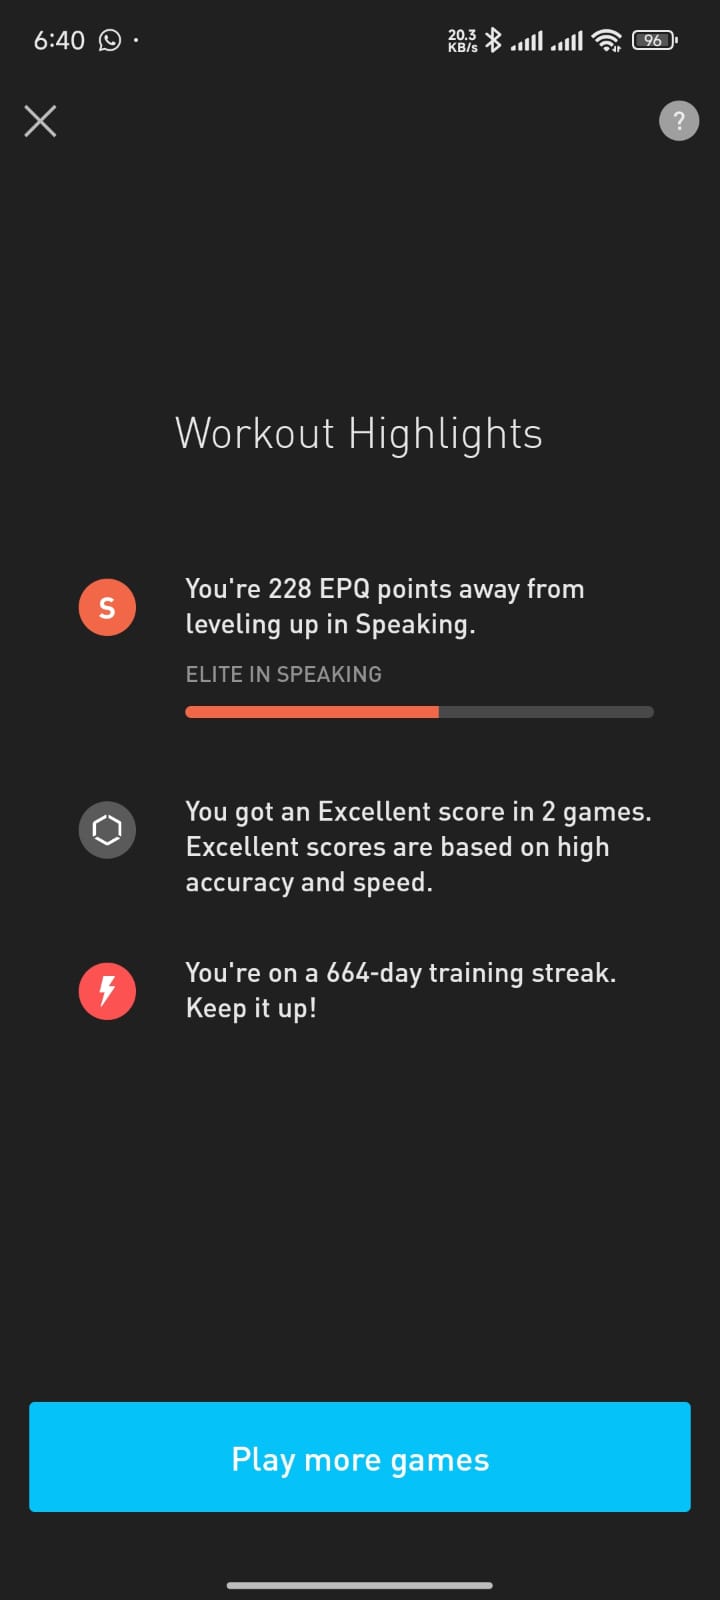 6:40
20.3
KB/s
96
?
Workout Highlights
S
You're 228 EPQ points away from
leveling up in Speaking.
ELITE IN SPEAKING
You got an Excellent score in 2 games.
Excellent scores are based on high
accuracy and speed.
You're on a 664-day training streak.
Keep it up!
Play more games